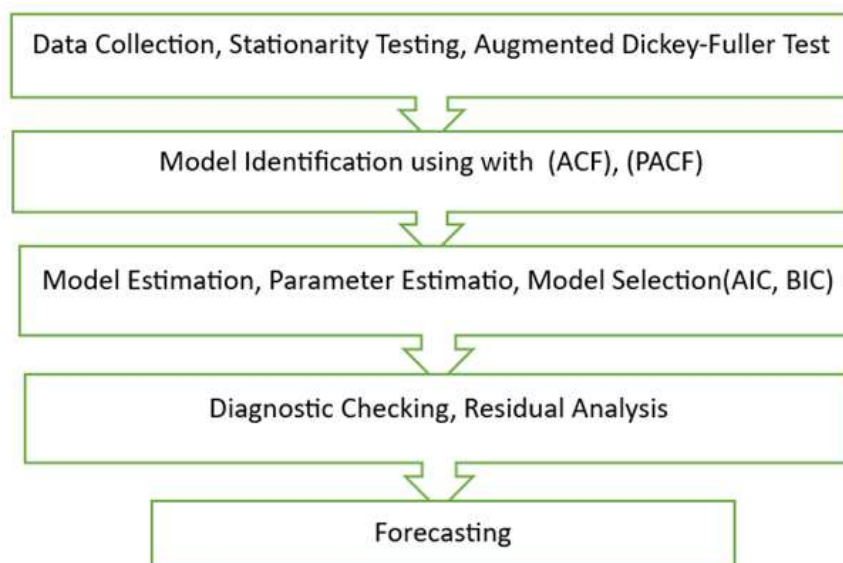 Data Collection, Stationarity Testing, Augmented Dickey-Fuller Test
Model Identification using with (ACF), (PACF)
Model Estimation, Parameter Estimatio, Model Selection(AIC, BIC)
Diagnostic Checking, Residual Analysis
Forecasting